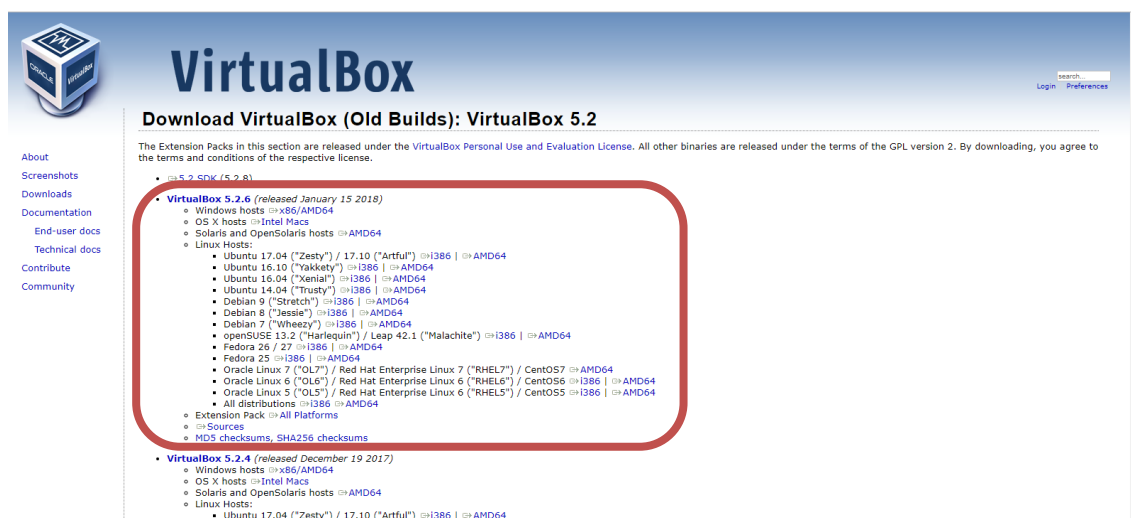 ORACLE
VirtualBox
VirtualBox
search...
Login Preferences
Download VirtualBox (Old Builds): VirtualBox 5.2
The Extension Packs in this section are released under the VirtualBox Personal Use and Evaluation License. All other binaries are released under the terms of the GPL version 2. By downloading, you agree to
the terms and conditions of the respective license.
About
Screenshots
Downloads
Documentation
End-user docs
Technical docs
Contribute
Community
5.2 SDK (5.2.8)
VirtualBox 5.2.6 (released January 15 2018)
Windows hosts x86/AMD64
OS X hosts Intel Macs
Solaris and OpenSolaris hosts AMD64
Linux Hosts:
Ubuntu 17.04 ("Zesty") / 17.10 ("Artful") i386 | AMD64
Ubuntu 16.10 ("Yakkety") i386 | AMD64
Ubuntu 16.04 ("Xenial") i386 | AMD64
Ubuntu 14.04 ("Trusty") i386 | AMD64
Debian 9 ("Stretch") i386 | AMD64
Debian 8 ("Jessie") i386 | AMD64
Debian 7 ("Wheezy") i386 | AMD64
openSUSE 13.2 ("Harlequin") / Leap 42.1 ("Malachite") i386 | AMD64
Fedora 26 / 27 i386 | AMD64
Fedora 25 i386 | AMD64
Oracle Linux 7 ("OL7") / Red Hat Enterprise Linux 7 ("RHEL7") / CentOS7 AMD64
Oracle Linux 6 ("OL6") / Red Hat Enterprise Linux 6 ("RHEL6") / CentOS6 i386 | AMD64
Oracle Linux 5 ("OL5") / Red Hat Enterprise Linux 6 ("RHEL5") / CentOS5 i386 | AMD64
All distributions i386 AMD64
Extension Pack All Platforms
Sources
MD5 checksums, SHA256 checksums
VirtualBox 5.2.4 (released December 19 2017)
Windows hosts x86/AMD64
OS X hosts Intel Macs
Solaris and OpenSolaris hosts AMD64
Linux Hosts:
Ubuntu 17.04 ("Zesty") / 17.10 ("Artful") i386 | AMD64